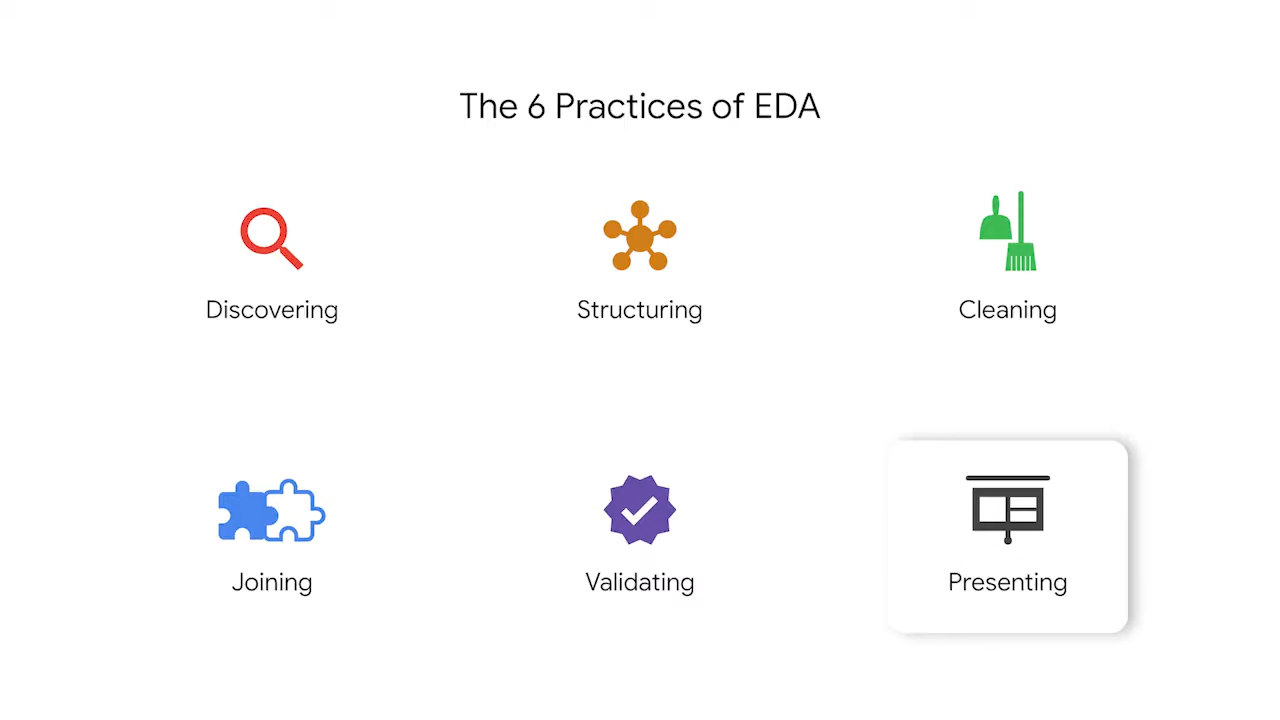 The 6 Practices of EDA
Discovering
Structuring
Cleaning
Joining
Validating
Presenting